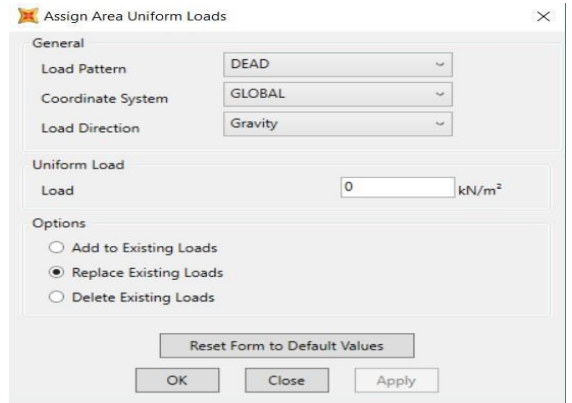 Assign Area Uniform Loads
General
Load Pattern DEAD
Coordinate System GLOBAL
Load Direction Gravity
Uniform Load
Load 0 kN/m²
Options
Add to Existing Loads
Replace Existing Loads
Delete Existing Loads
Reset Form to Default Values
OK Close Apply